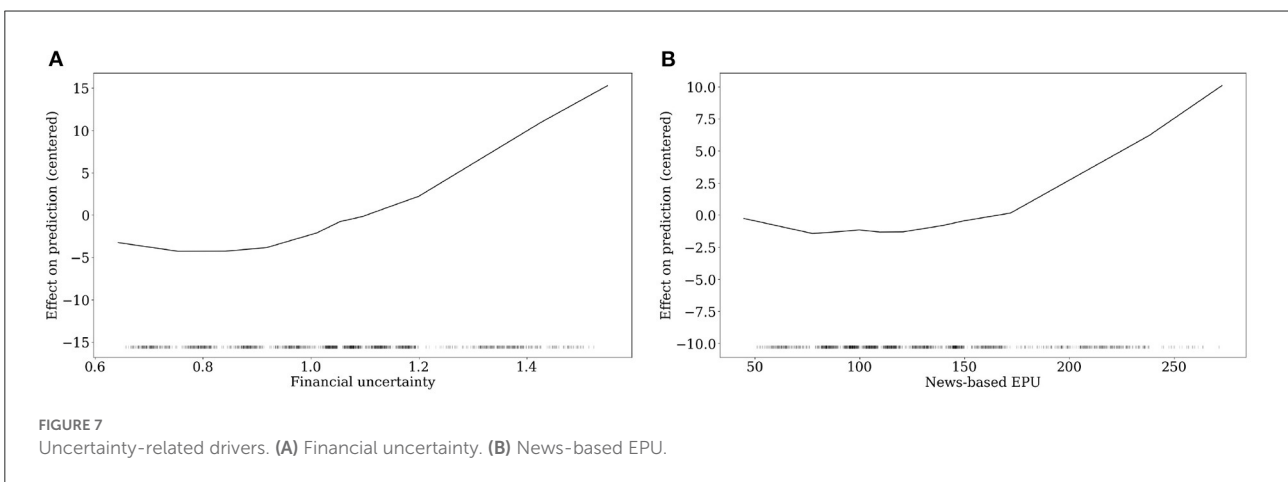 A
Effect on prediction (centered)
15
10
5
0
−5
−10
−15
0.6 0.8 1.0 1.2 1.4
Financial uncertainty
B
Effect on prediction (centered)
10.0
7.5
5.0
2.5
0.0
−2.5
−5.0
−7.5
−10.0
50 100 150 200 250
News-based EPU
FIGURE 7
Uncertainty-related drivers. (A) Financial uncertainty. (B) News-based EPU.